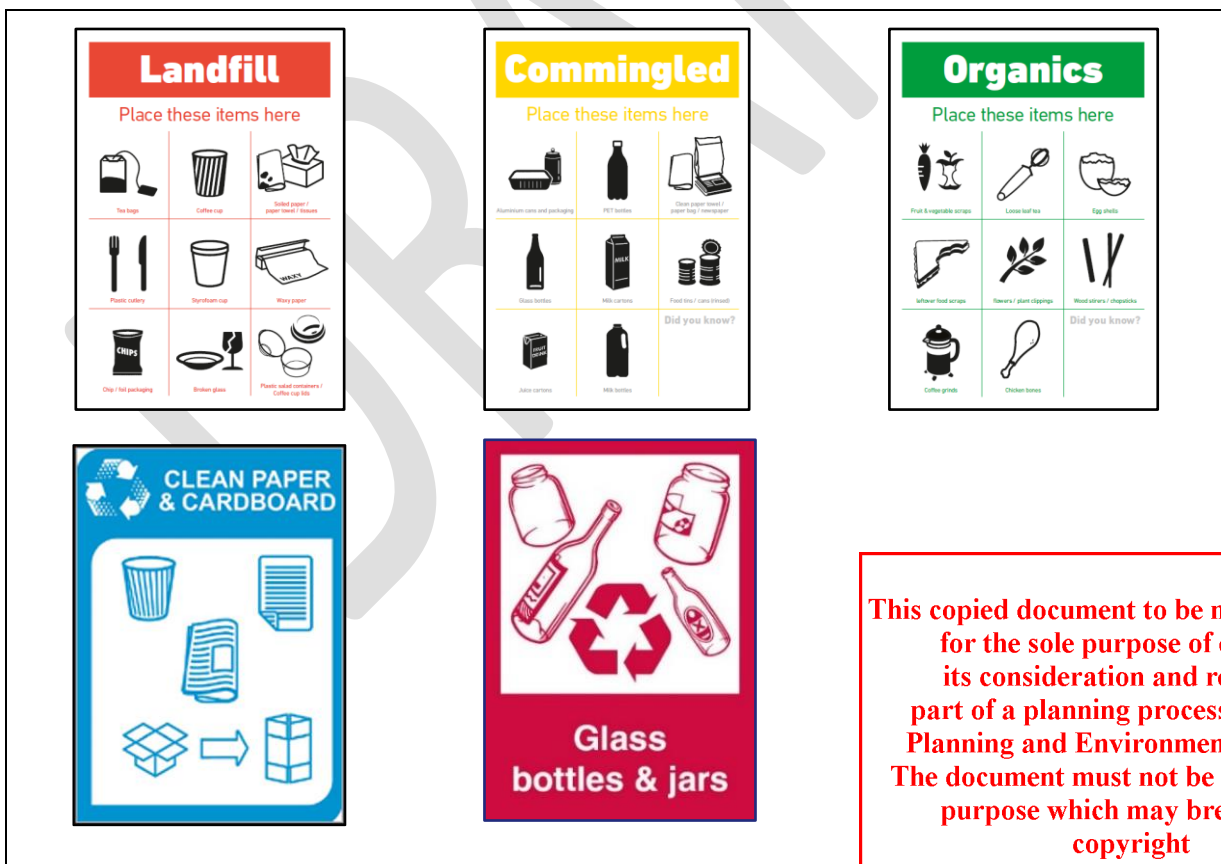 Landfill
Place these items here
Tea bags
Coffee cup
Soiled paper /
paper towel / tissues
Plastic cutlery
Styrofoam cup
WAXY
Waxy paper
CHIPS
Chip / foil packaging
Broken glass
Plastic salad containers /
Coffee cup lids
Commingled
Place these items here
Aluminium cans and packaging
PET bottles
Clean paper towel /
paper bag / newspaper
Glass bottles
MILK
Milk cartons
Food tins / cans (rinsed)
FRUIT
DRINK
Juice cartons
Milk bottles
Did you know?
Organics
Place these items here
Fruit & vegetable scraps
Loose leaf tea
Egg shells
leftover food scraps
flowers / plant clippings
Wood stirers / chopsticks
Coffee grinds
Chicken bones
Did you know?
CLEAN PAPER
& CARDBOARD
Glass
bottles & jars
This copied document to be
for the sole purpose of
its consideration and
part of a planning process
Planning and
The document must not be
purpose which may
copyright